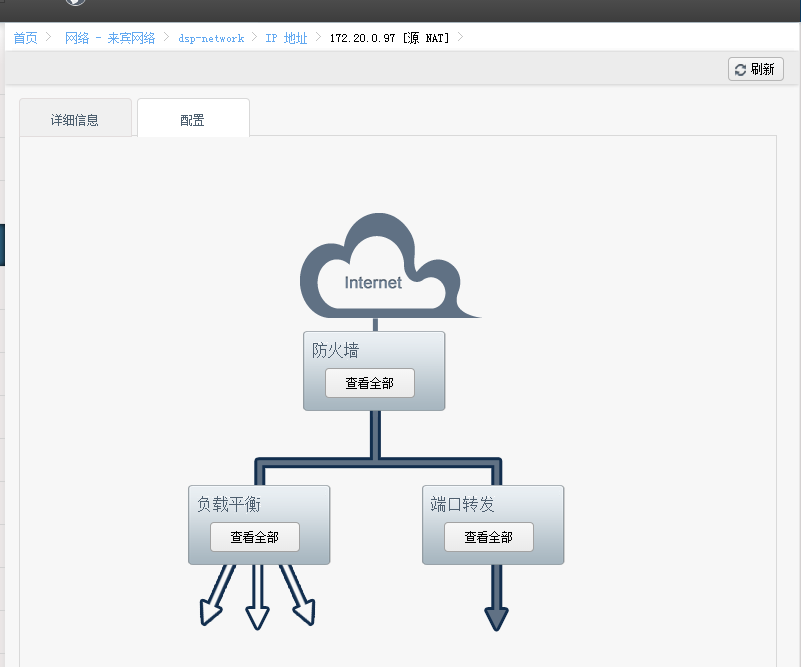 首页 网络 - 来宾网络 dsp-network IP 地址 172.20.0.97 [源 NAT]
刷新
详细信息 配置
Internet
防火墙
查看全部
负载平衡 端口转发
查看全部 查看全部